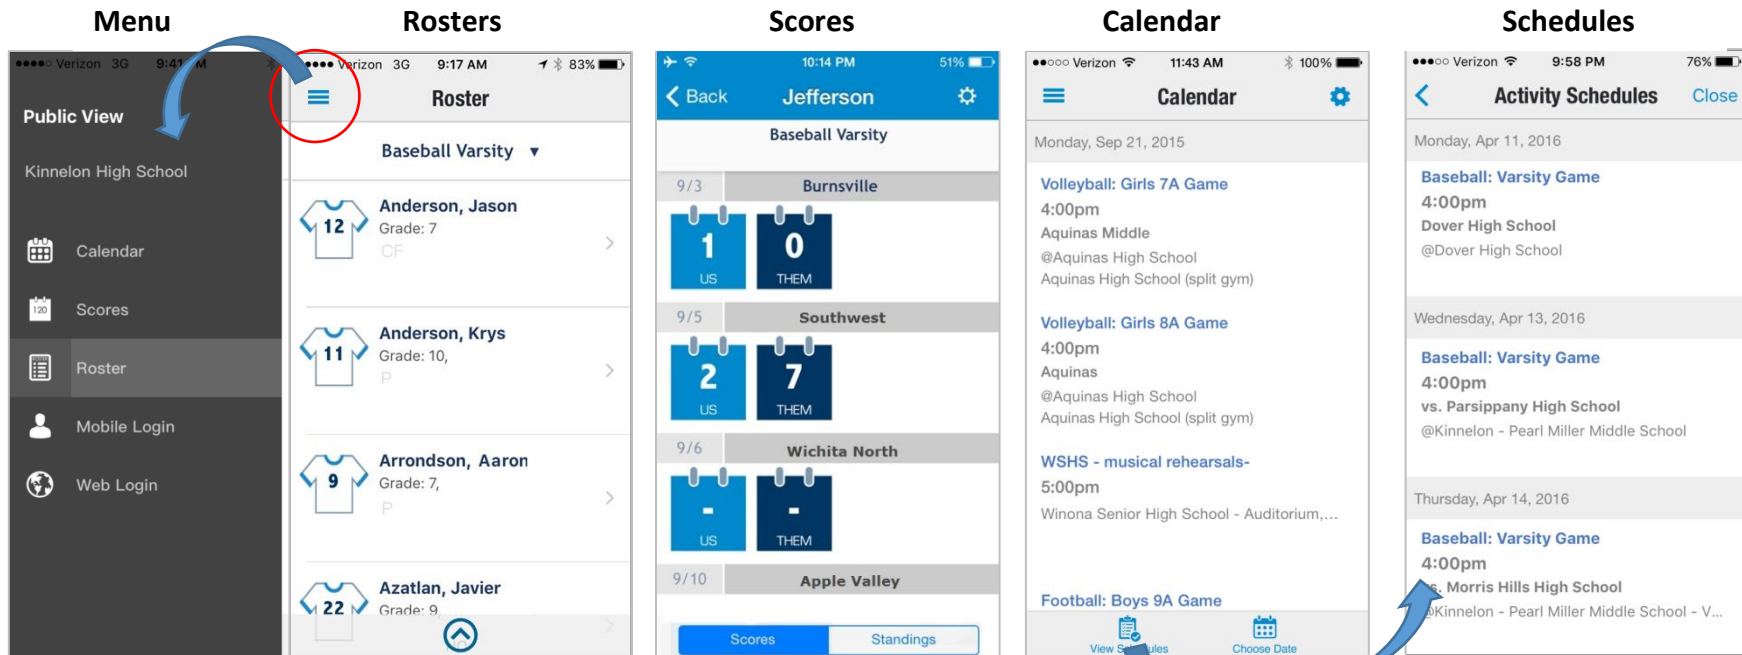 Menu
Rosters
Scores
Calendar
Schedules
Verizon 3G 9:41 AM
Public View
Kinnelon High School
Calendar
120
Scores
Roster
Mobile Login
Web Login
Verizon 3G 9:17 AM 83%
Roster
Baseball Varsity ▼
12
Anderson, Jason
Grade: 7
CF
11
Anderson, Krys
Grade: 10,
P
9
Arrondson, Aaron
Grade: 7,
P
22
Azatlan, Javier
Grade: 9,
10:14 PM 51%
Back Jefferson
Baseball Varsity
9/3 Burnsville
1 0
US THEM
9/5 Southwest
2 7
US THEM
9/6 Wichita North
- -
US THEM
9/10 Apple Valley
Scores Standings
Verizon 11:43 AM 100%
Calendar
Monday, Sep 21, 2015
Volleyball: Girls 7A Game
4:00pm
Aquinas Middle
@Aquinas High School
Aquinas High School (split gym)
Volleyball: Girls 8A Game
4:00pm
Aquinas
@Aquinas High School
Aquinas High School (split gym)
WSHS - musical rehearsals-
5:00pm
Winona Senior High School - Auditorium,...
Football: Boys 9A Game
View Schedules Choose Date
Verizon 9:58 PM 76%
Activity Schedules Close
Monday, Apr 11, 2016
Baseball: Varsity Game
4:00pm
Dover High School
@Dover High School
Wednesday, Apr 13, 2016
Baseball: Varsity Game
4:00pm
vs. Parsippany High School
@Kinnelon - Pearl Miller Middle School
Thursday, Apr 14, 2016
Baseball: Varsity Game
4:00pm
vs. Morris Hills High School
@Kinnelon - Pearl Miller Middle School - V...